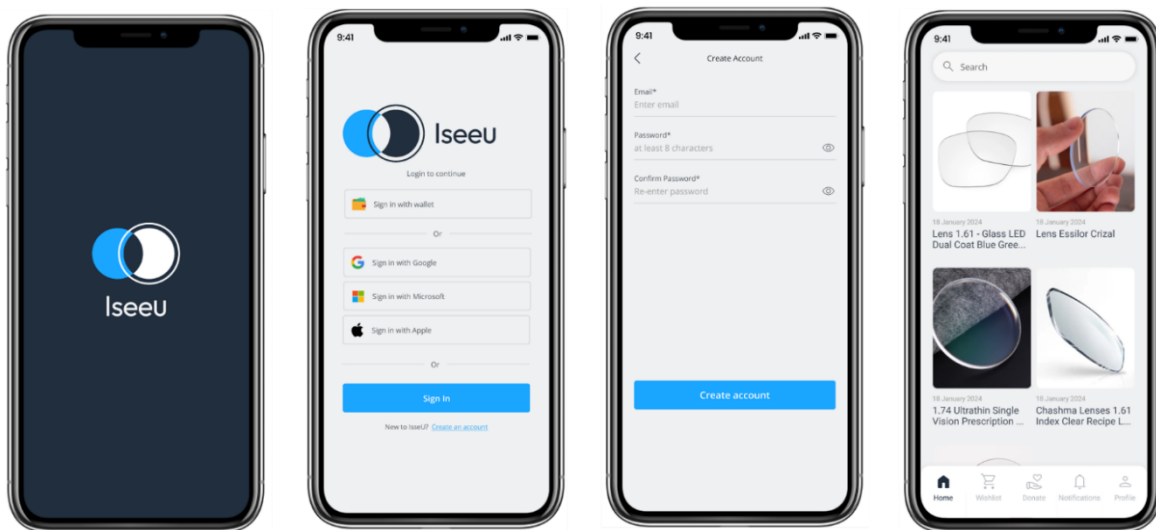 Iseeu
9:41
Iseeu
Login to continue
Sign in with wallet
Or
Sign in with Google
Sign in with Microsoft
Sign in with Apple
Or
Sign In
New to IsseU? Create an account
9:41
Create Account
Email*
Enter email
Password*
at least 8 characters
Confirm Password*
Re-enter password
Create account
9:41
Search
18 January 2024
Lens 1.61 - Glass LED
Dual Coat Blue Gree...
18 January 2024
Lens Essilor Crizal
18 January 2024
1.74 Ultrathin Single
Vision Prescription ...
18 January 2024
Chashma Lenses 1.61
Index Clear Recipe L...
Home
Wishlist
Donate
Notifications
Profile